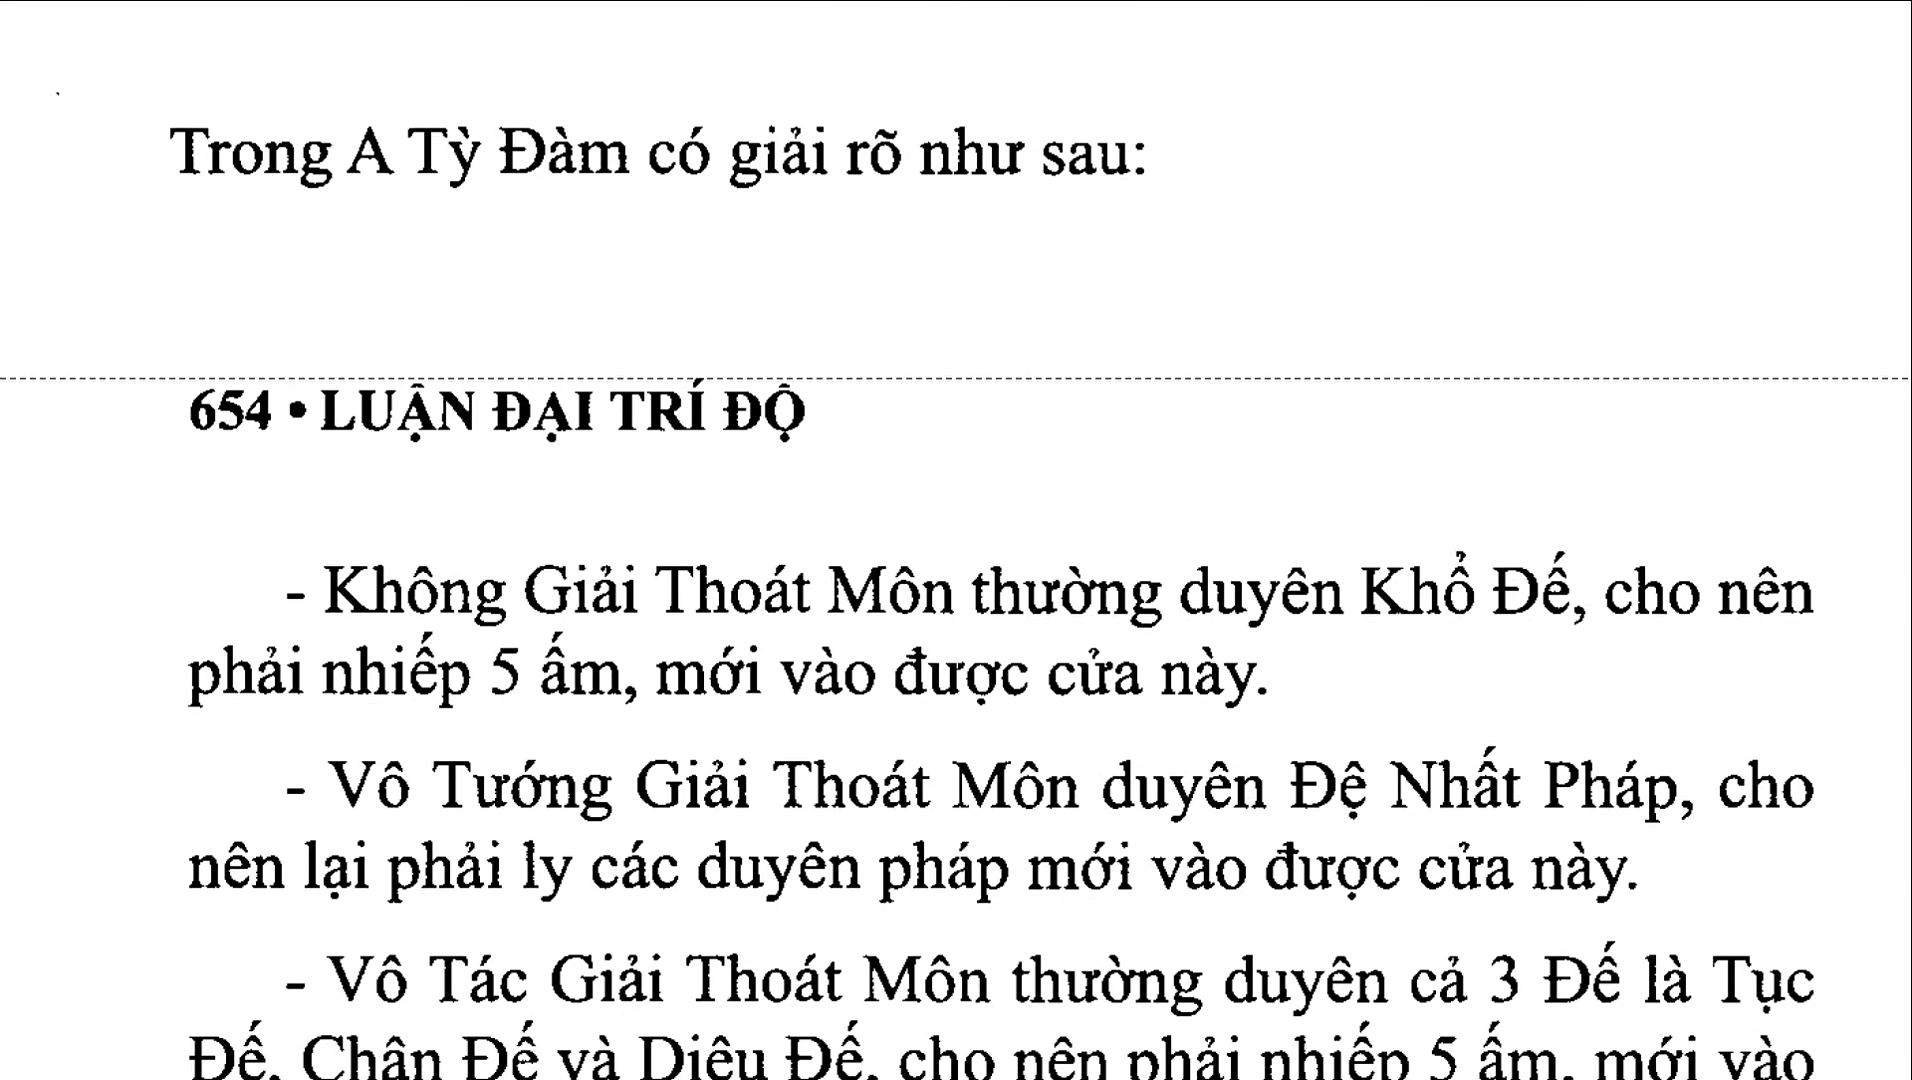 Trong A Tỳ Đàm có giải rõ như sau:
654 • LUẬN ĐẠI TRÍ ĐỘ
- Không Giải Thoát Môn thường duyên Khổ Đế, cho nên
phải nhiếp 5 ấm, mới vào được cửa này.
- Vô Tướng Giải Thoát Môn duyên Đệ Nhất Pháp, cho
nên lại phải ly các duyên pháp mới vào được cửa này.
- Vô Tác Giải Thoát Môn thường duyên cả 3 Đế là Tục
Đế, Chân Đế và Diệu Đế, cho nên phải nhiếp 5 ấm, mới vào